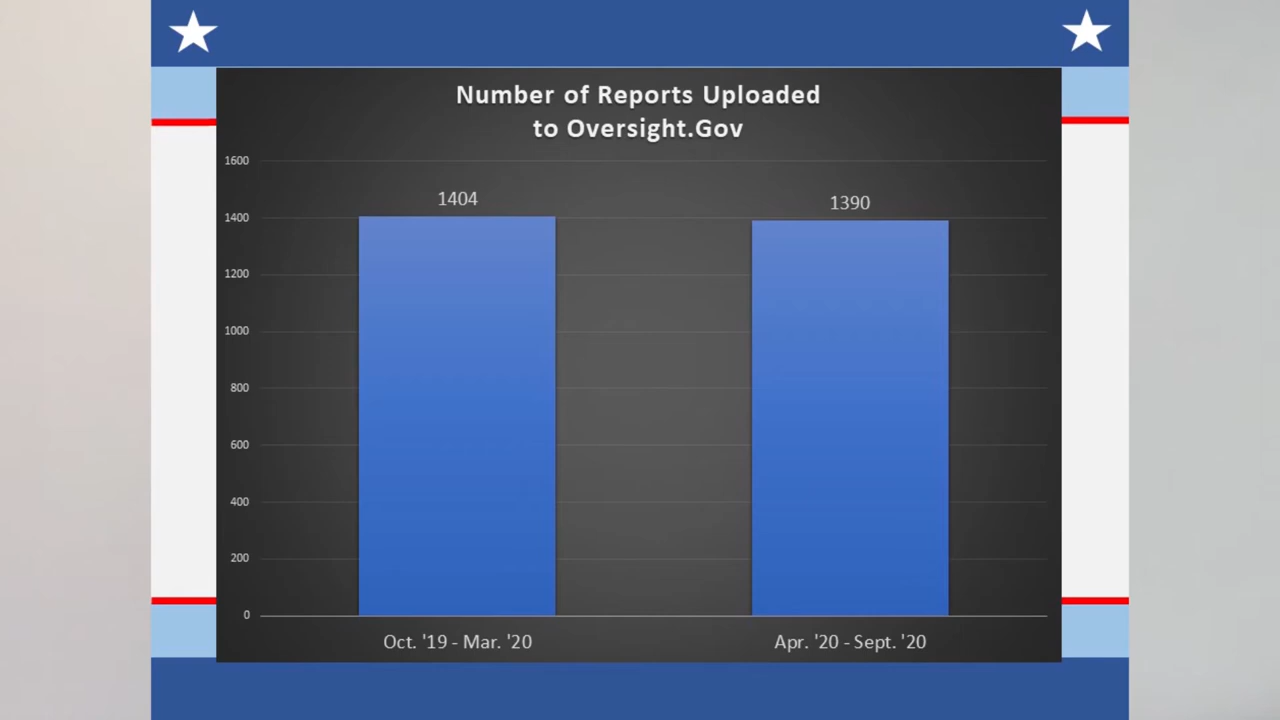 Number of Reports Uploaded
to Oversight.Gov
1600
1404
1390
1400
1200
1000
800
600
400
200
0
Oct. '19 - Mar. '20
Apr. '20 - Sept. '20